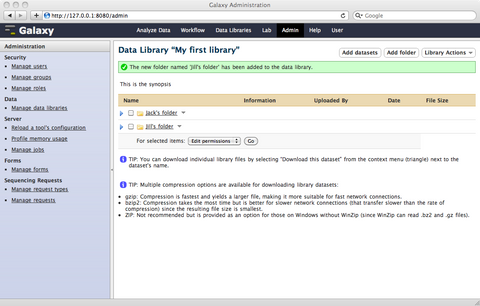 Galaxy Administration
http://127.0.0.1:8080/admin
Google
Galaxy
Analyze Data Workflow Data Libraries Lab Admin Help User
Administration
Security
Manage users
Manage groups
Manage roles
Data
Manage data libraries
Server
Reload a tool's configuration
Profile memory usage
Manage jobs
Forms
Manage forms
Sequencing Requests
Manage request types
Manage requests
Data Library “My first library”
Add datasets Add folder Library Actions
The new folder named 'Jill's folder' has been added to the data library.
This is the synopsis
Name Information Uploaded By Date File Size
Jack's folder
Jill's folder
For selected items: Edit permissions Go
TIP: You can download individual library files by selecting "Download this dataset" from the context menu (triangle) next to the
dataset's name.
TIP: Multiple compression options are available for downloading library datasets:
• gzip: Compression is fastest and yields a larger file, making it more suitable for fast network connections.
• bzip2: Compression takes the most time but is better for slower network connections (that transfer slower than the rate of
compression) since the resulting file size is smallest.
• ZIP: Not recommended but is provided as an option for those on Windows without WinZip (since WinZip can read .bz2 and .gz files).